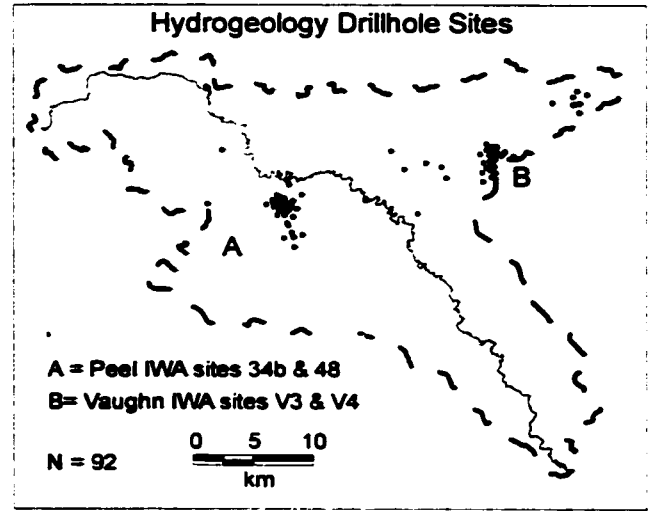 Hydrogeology Drillhole Sites
B
A
A = Peel IWA sites 34b & 48
B= Vaughn IWA sites V3 & V4
0 5 10
N = 92
km